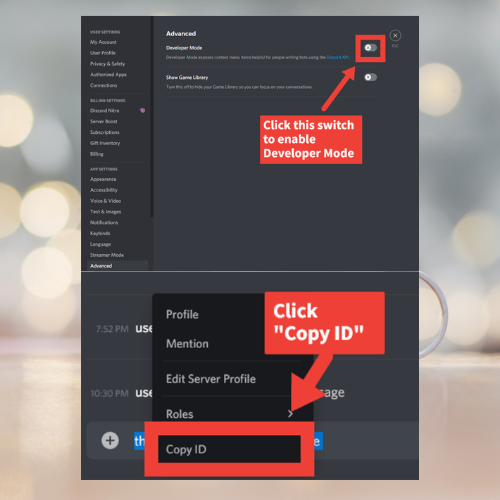 USER SETTINGS
My Account
User Profile
Privacy & Safety
Authorized Apps
Connections
BILLING SETTINGS
Discord Nitro
Server Boost
Subscriptions
Gift Inventory
Billing
APP SETTINGS
Appearance
Accessibility
Voice & Video
Text & Images
Notifications
Keybinds
Language
Streamer Mode
Advanced
Advanced
Developer Mode
Developer Mode exposes context menu items helpful for people writing bots using the Discord API.
Show Game Library
Turn this off to hide your Game Library so you can focus on your conversations.
ESC
Click this switch
to enable
Developer Mode
7:52 PM use
Profile
Mention
Edit Server Profile
Roles
Copy ID
Click
"Copy ID"
10:30 PM use
sage
th
e